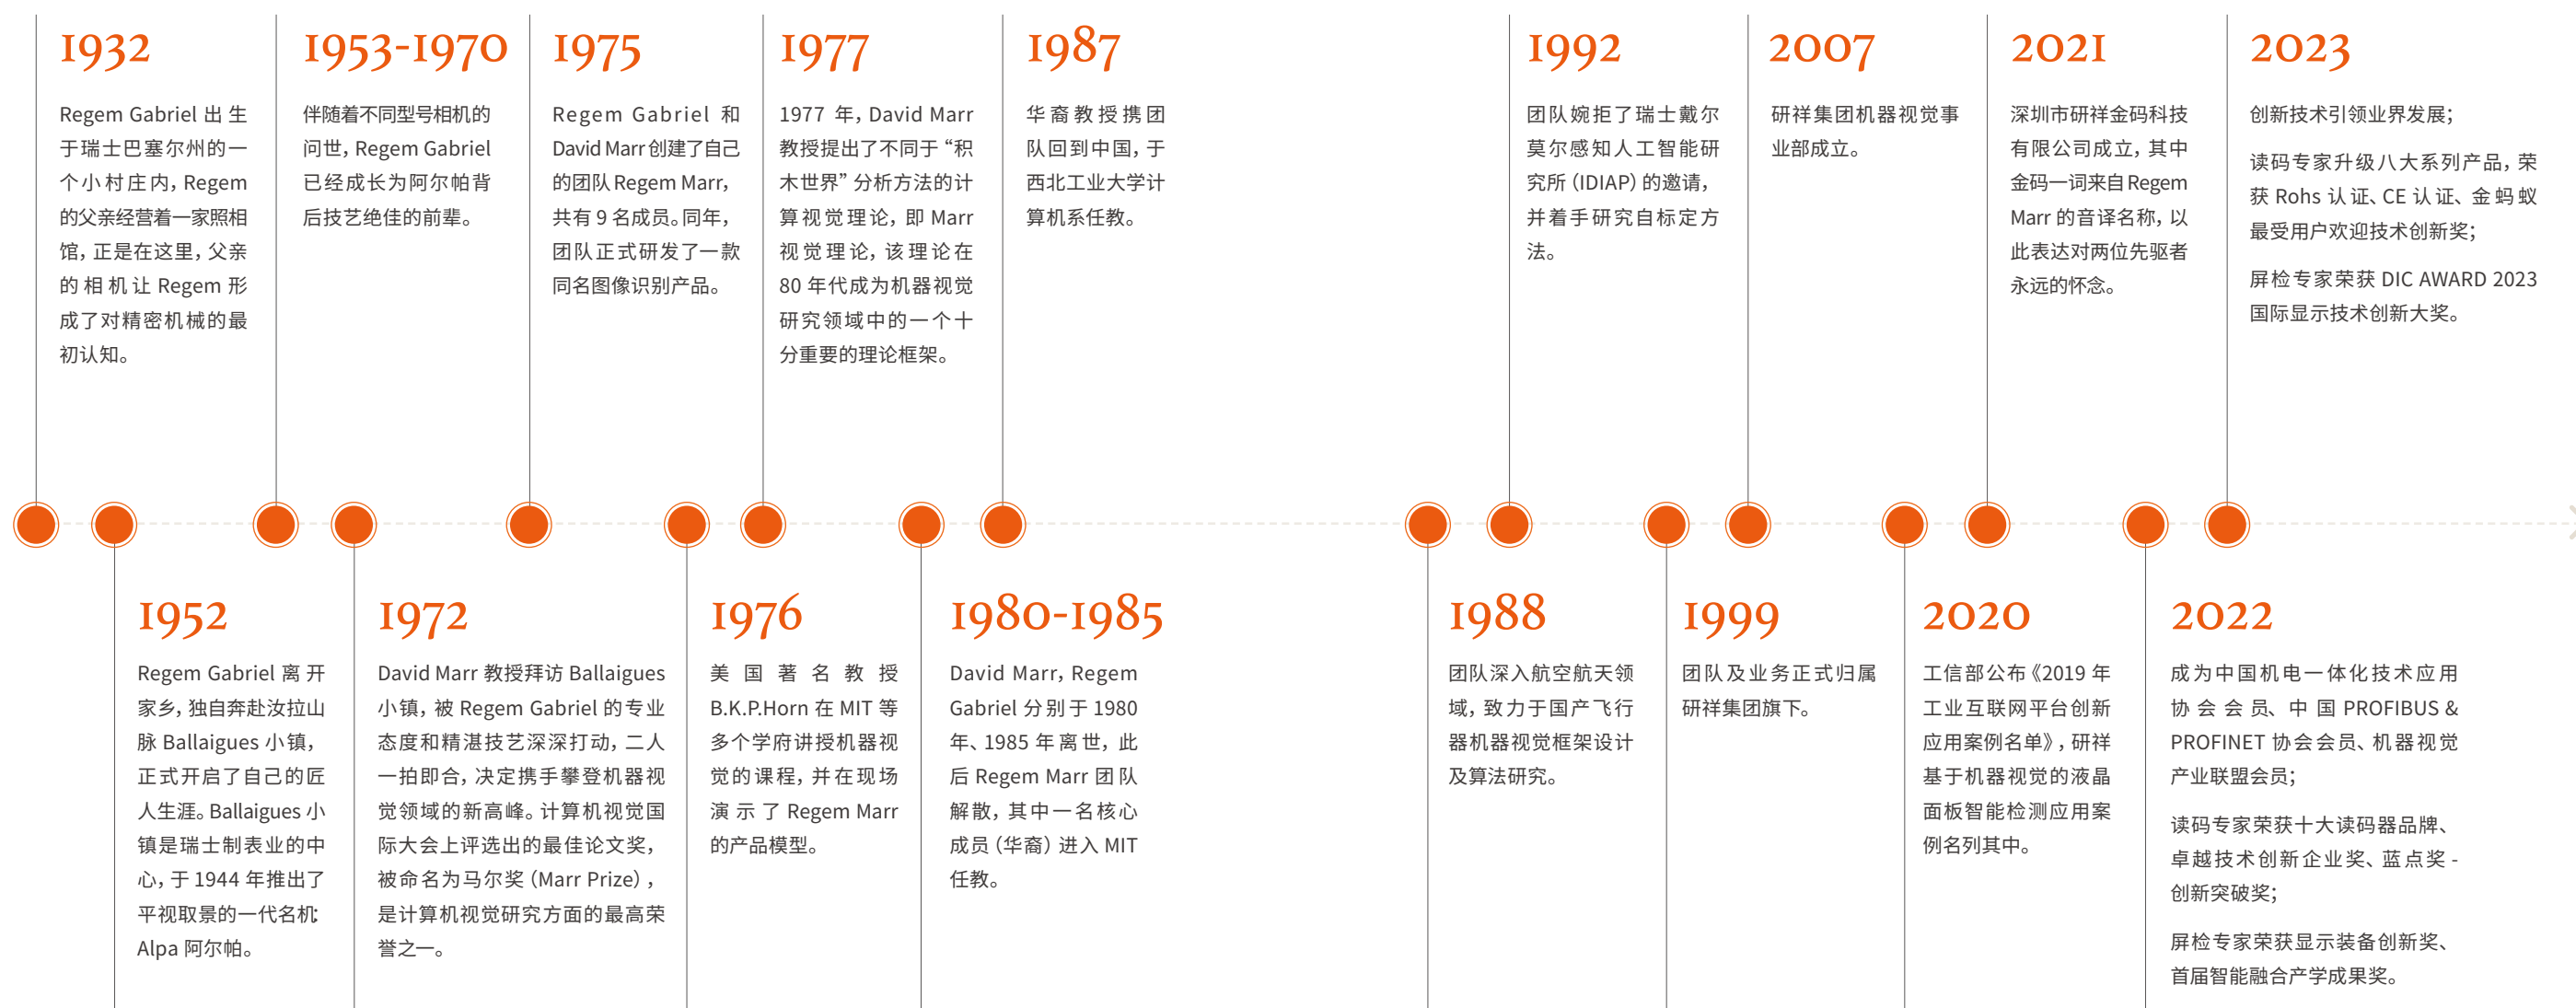 1932
Regem Gabriel 出生
于瑞士巴塞尔州的一
个小村庄内，Regem
的父亲经营着一家照相
馆，正是在这里，父亲
的相机让 Regem 形
成了对精密机械的最
初认知。
1953-1970
伴随着不同型号相机的
问世，Regem Gabriel
已经成长为阿尔帕背
后技艺绝佳的前辈。
1975
Regem Gabriel 和
David Marr创建了自己
的团队Regem Marr，
共有 9 名成员。同年，
团队正式研发了一款
同名图像识别产品。
1977
1977 年，David Marr
教授提出了不同于“积
木世界”分析方法的计
算视觉理论，即 Marr
视觉理论，该理论在
80 年代成为机器视觉
研究领域中的一个十
分重要的理论框架。
1987
华裔教授携团
队回到中国，于
西北工业大学计
算机系任教。
1992
团队婉拒了瑞士戴尔
莫尔感知人工智能研
究所（IDIAP）的邀请，
并着手研究自标定方
法。
2007
研祥集团机器视觉事
业部成立。
2021
深圳市研祥金码科技
有限公司成立，其中
金码一词来自Regem
Marr 的音译名称，以
此表达对两位先驱者
永远的怀念。
2023
创新技术引领业界发展；
读码专家升级八大系列产品，荣
获 Rohs 认证、CE 认证、金蚂蚁
最受用户欢迎技术创新奖；
屏检专家荣获 DIC AWARD 2023
国际显示技术创新大奖。
1952
Regem Gabriel 离开
家乡，独自奔赴汝拉山
脉 Ballaigues 小镇，
正式开启了自己的匠
人生涯。Ballaigues 小
镇是瑞士制表业的中
心，于 1944 年推出了
平视取景的一代名机：
Alpa 阿尔帕。
1972
David Marr 教授拜访 Ballaigues
小镇，被 Regem Gabriel 的专业
态度和精湛技艺深深打动，二人
一拍即合，决定携手攀登机器视
觉领域的新高峰。计算机视觉国
际大会上评选出的最佳论文奖，
被命名为马尔奖（Marr Prize），
是计算机视觉研究方面的最高荣
誉之一。
1976
美国著名教授
B.K.P.Horn 在 MIT 等
多个学府讲授机器视
觉的课程，并在现场
演示了 Regem Marr
的产品模型。
1980-1985
David Marr，Regem
Gabriel 分别于 1980
年、1985 年离世，此
后 Regem Marr 团队
解散，其中一名核心
成员（华裔）进入 MIT
任教。
1988
团队深入航空航天领
域，致力于国产飞行
器机器视觉框架设计
及算法研究。
1999
团队及业务正式归属
研祥集团旗下。
2020
工信部公布《2019 年
工业互联网平台创新
应用案例名单》，研祥
基于机器视觉的液晶
面板智能检测应用案
例名列其中。
2022
成为中国机电一体化技术应用
协会会员、中国 PROFIBUS &
PROFINET 协会会员、机器视觉
产业联盟会员；
读码专家荣获十大读码器品牌、
卓越技术创新企业奖、蓝点奖 -
创新突破奖；
屏检专家荣获显示装备创新奖、
首届智能融合产学成果奖。